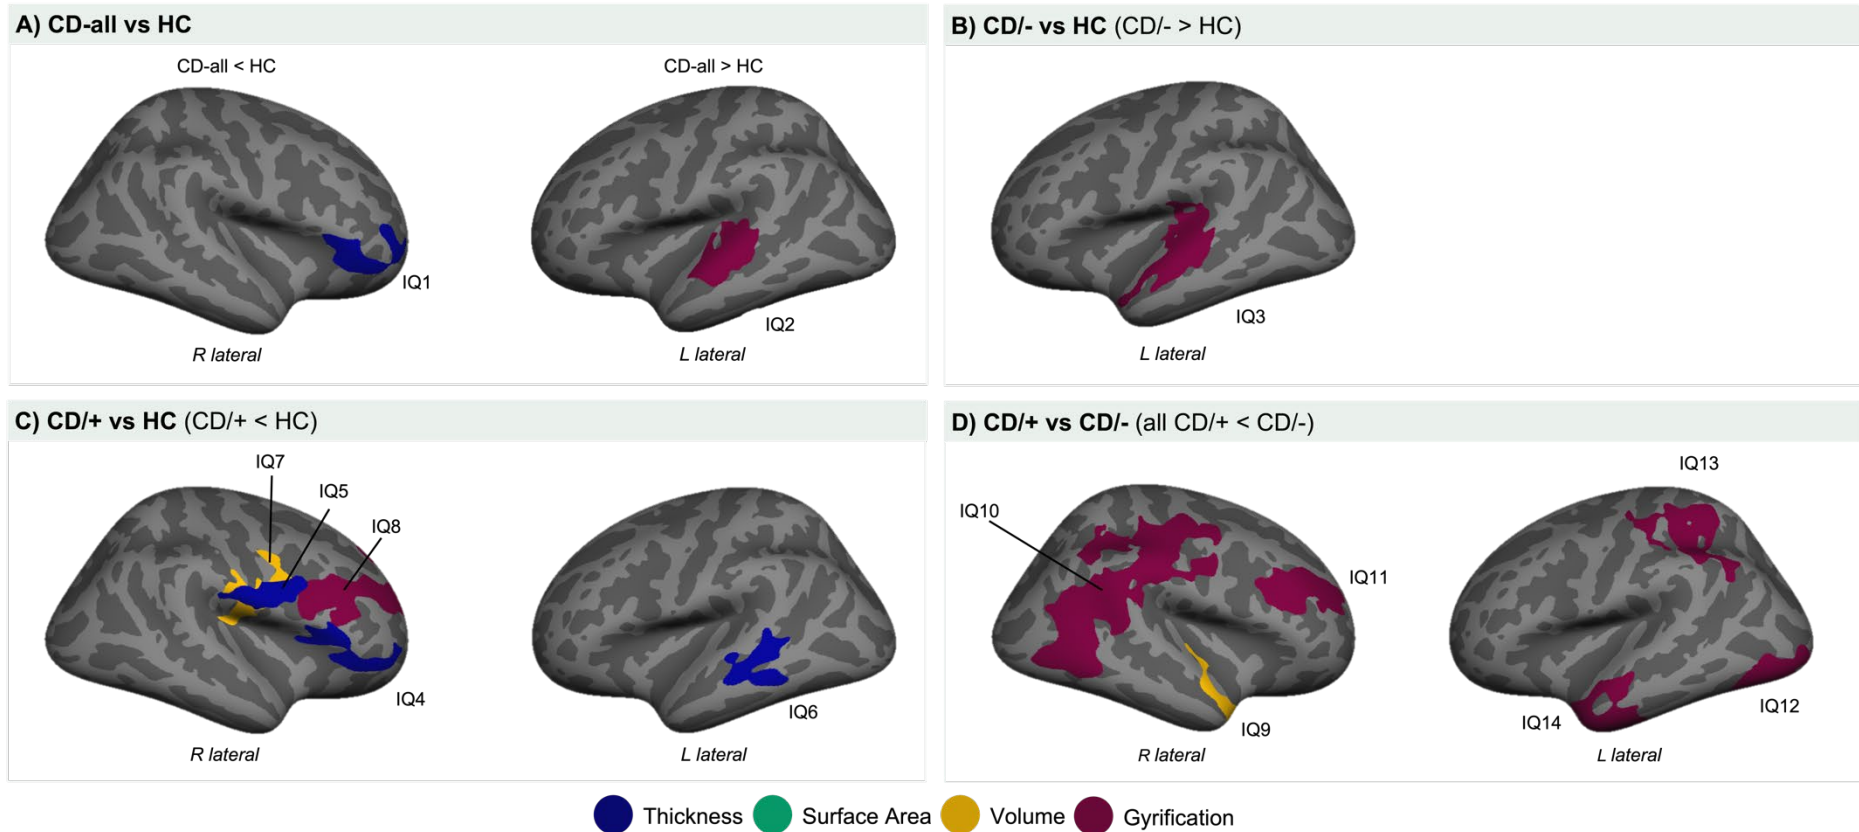 A) CD-all vs HC
CD-all < HC
CD-all > HC
IQ1
IQ2
R lateral
L lateral
B) CD/- vs HC (CD/- > HC)
IQ3
L lateral
C) CD/+ vs HC (CD/+ < HC)
IQ7
IQ5
IQ8
IQ4
IQ6
R lateral
L lateral
D) CD/+ vs CD/- (all CD/+ < CD/-)
IQ13
IQ10
IQ11
IQ12
IQ14
IQ9
R lateral
L lateral
Thickness Surface Area Volume Gyrification